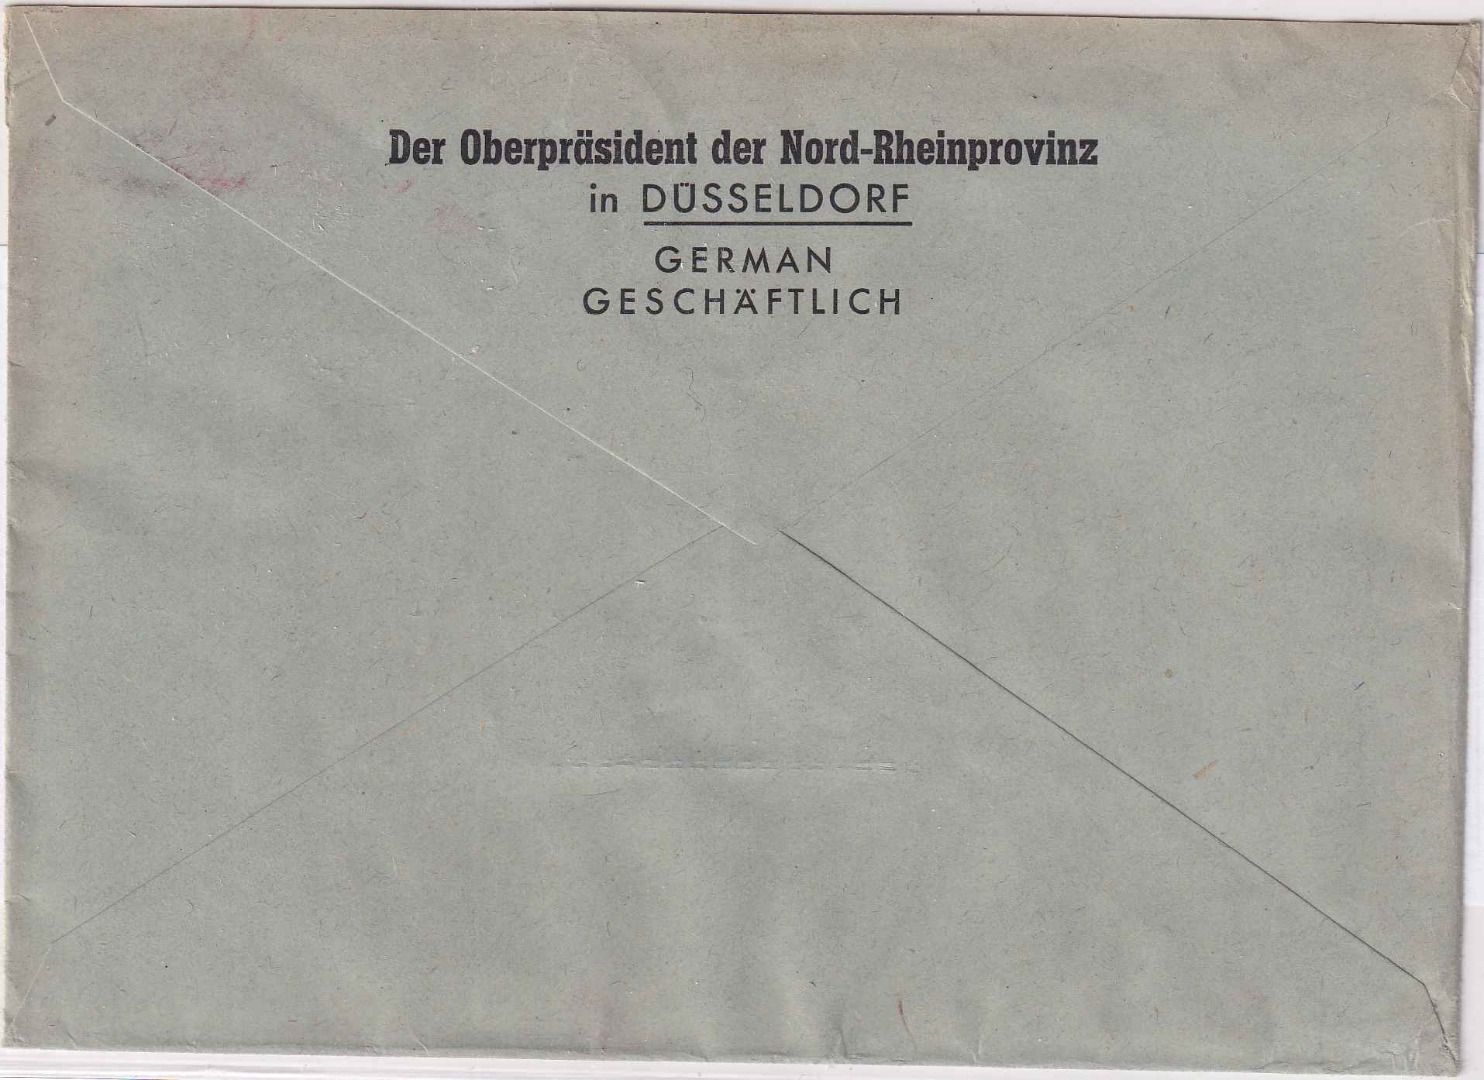 Der Oberpräsident der Nord-Rheinprovinz
in DÜSSELDORF
GERMAN
GESCHÄFTLICH